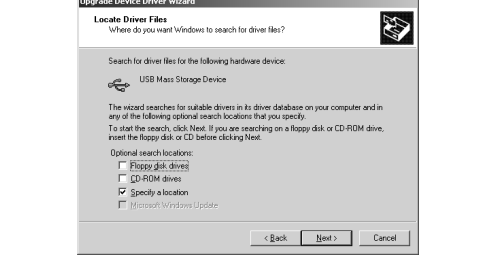 Upgrade Device Driver Wizard
Locate Driver Files
Where do you want Windows to search for driver files?
Search for driver files for the following hardware device:
USB Mass Storage Device
The wizard searches for suitable drivers in its driver database on your computer and in
any of the following optional search locations that you specify.
To start the search, click Next. If you are searching on a floppy disk or CD-ROM drive,
insert the floppy disk or CD before clicking Next.
Optional search locations:
Floppy disk drives
CD-ROM drives
Specify a location
Microsoft Windows Update
< Back
Next >
Cancel